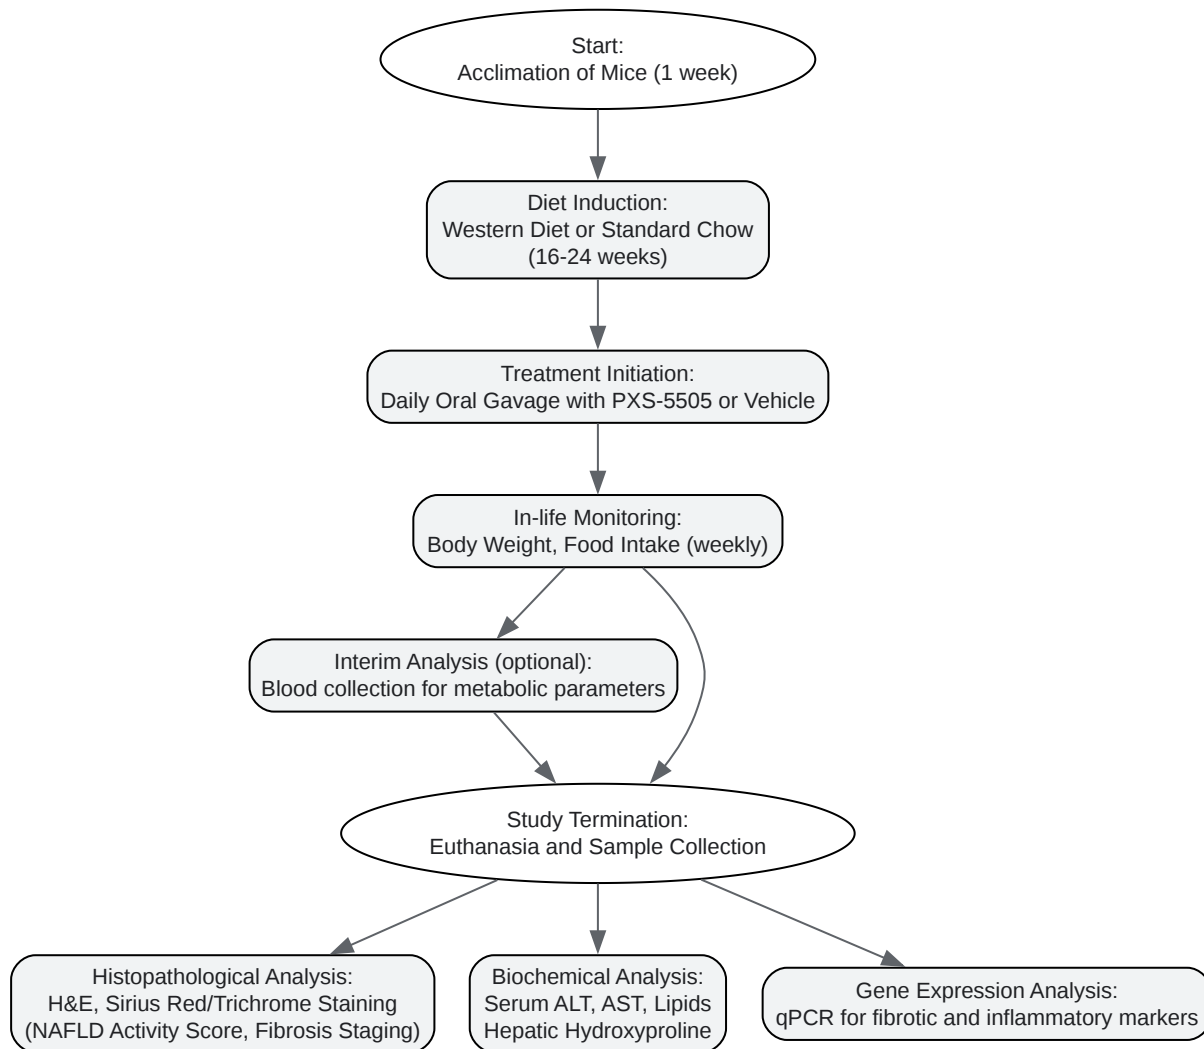 Start:
Acclimation of Mice (1 week)
Diet Induction:
Western Diet or Standard Chow
(16-24 weeks)
Treatment Initiation:
Daily Oral Gavage with PXS-5505 or Vehicle
In-life Monitoring:
Body Weight, Food Intake (weekly)
Interim Analysis (optional):
Blood collection for metabolic parameters
Study Termination:
Euthanasia and Sample Collection
Histopathological Analysis:
H&E, Sirius Red/Trichrome Staining
(NAFLD Activity Score, Fibrosis Staging)
Biochemical Analysis:
Serum ALT, AST, Lipids
Hepatic Hydroxyproline
Gene Expression Analysis:
qPCR for fibrotic and inflammatory markers